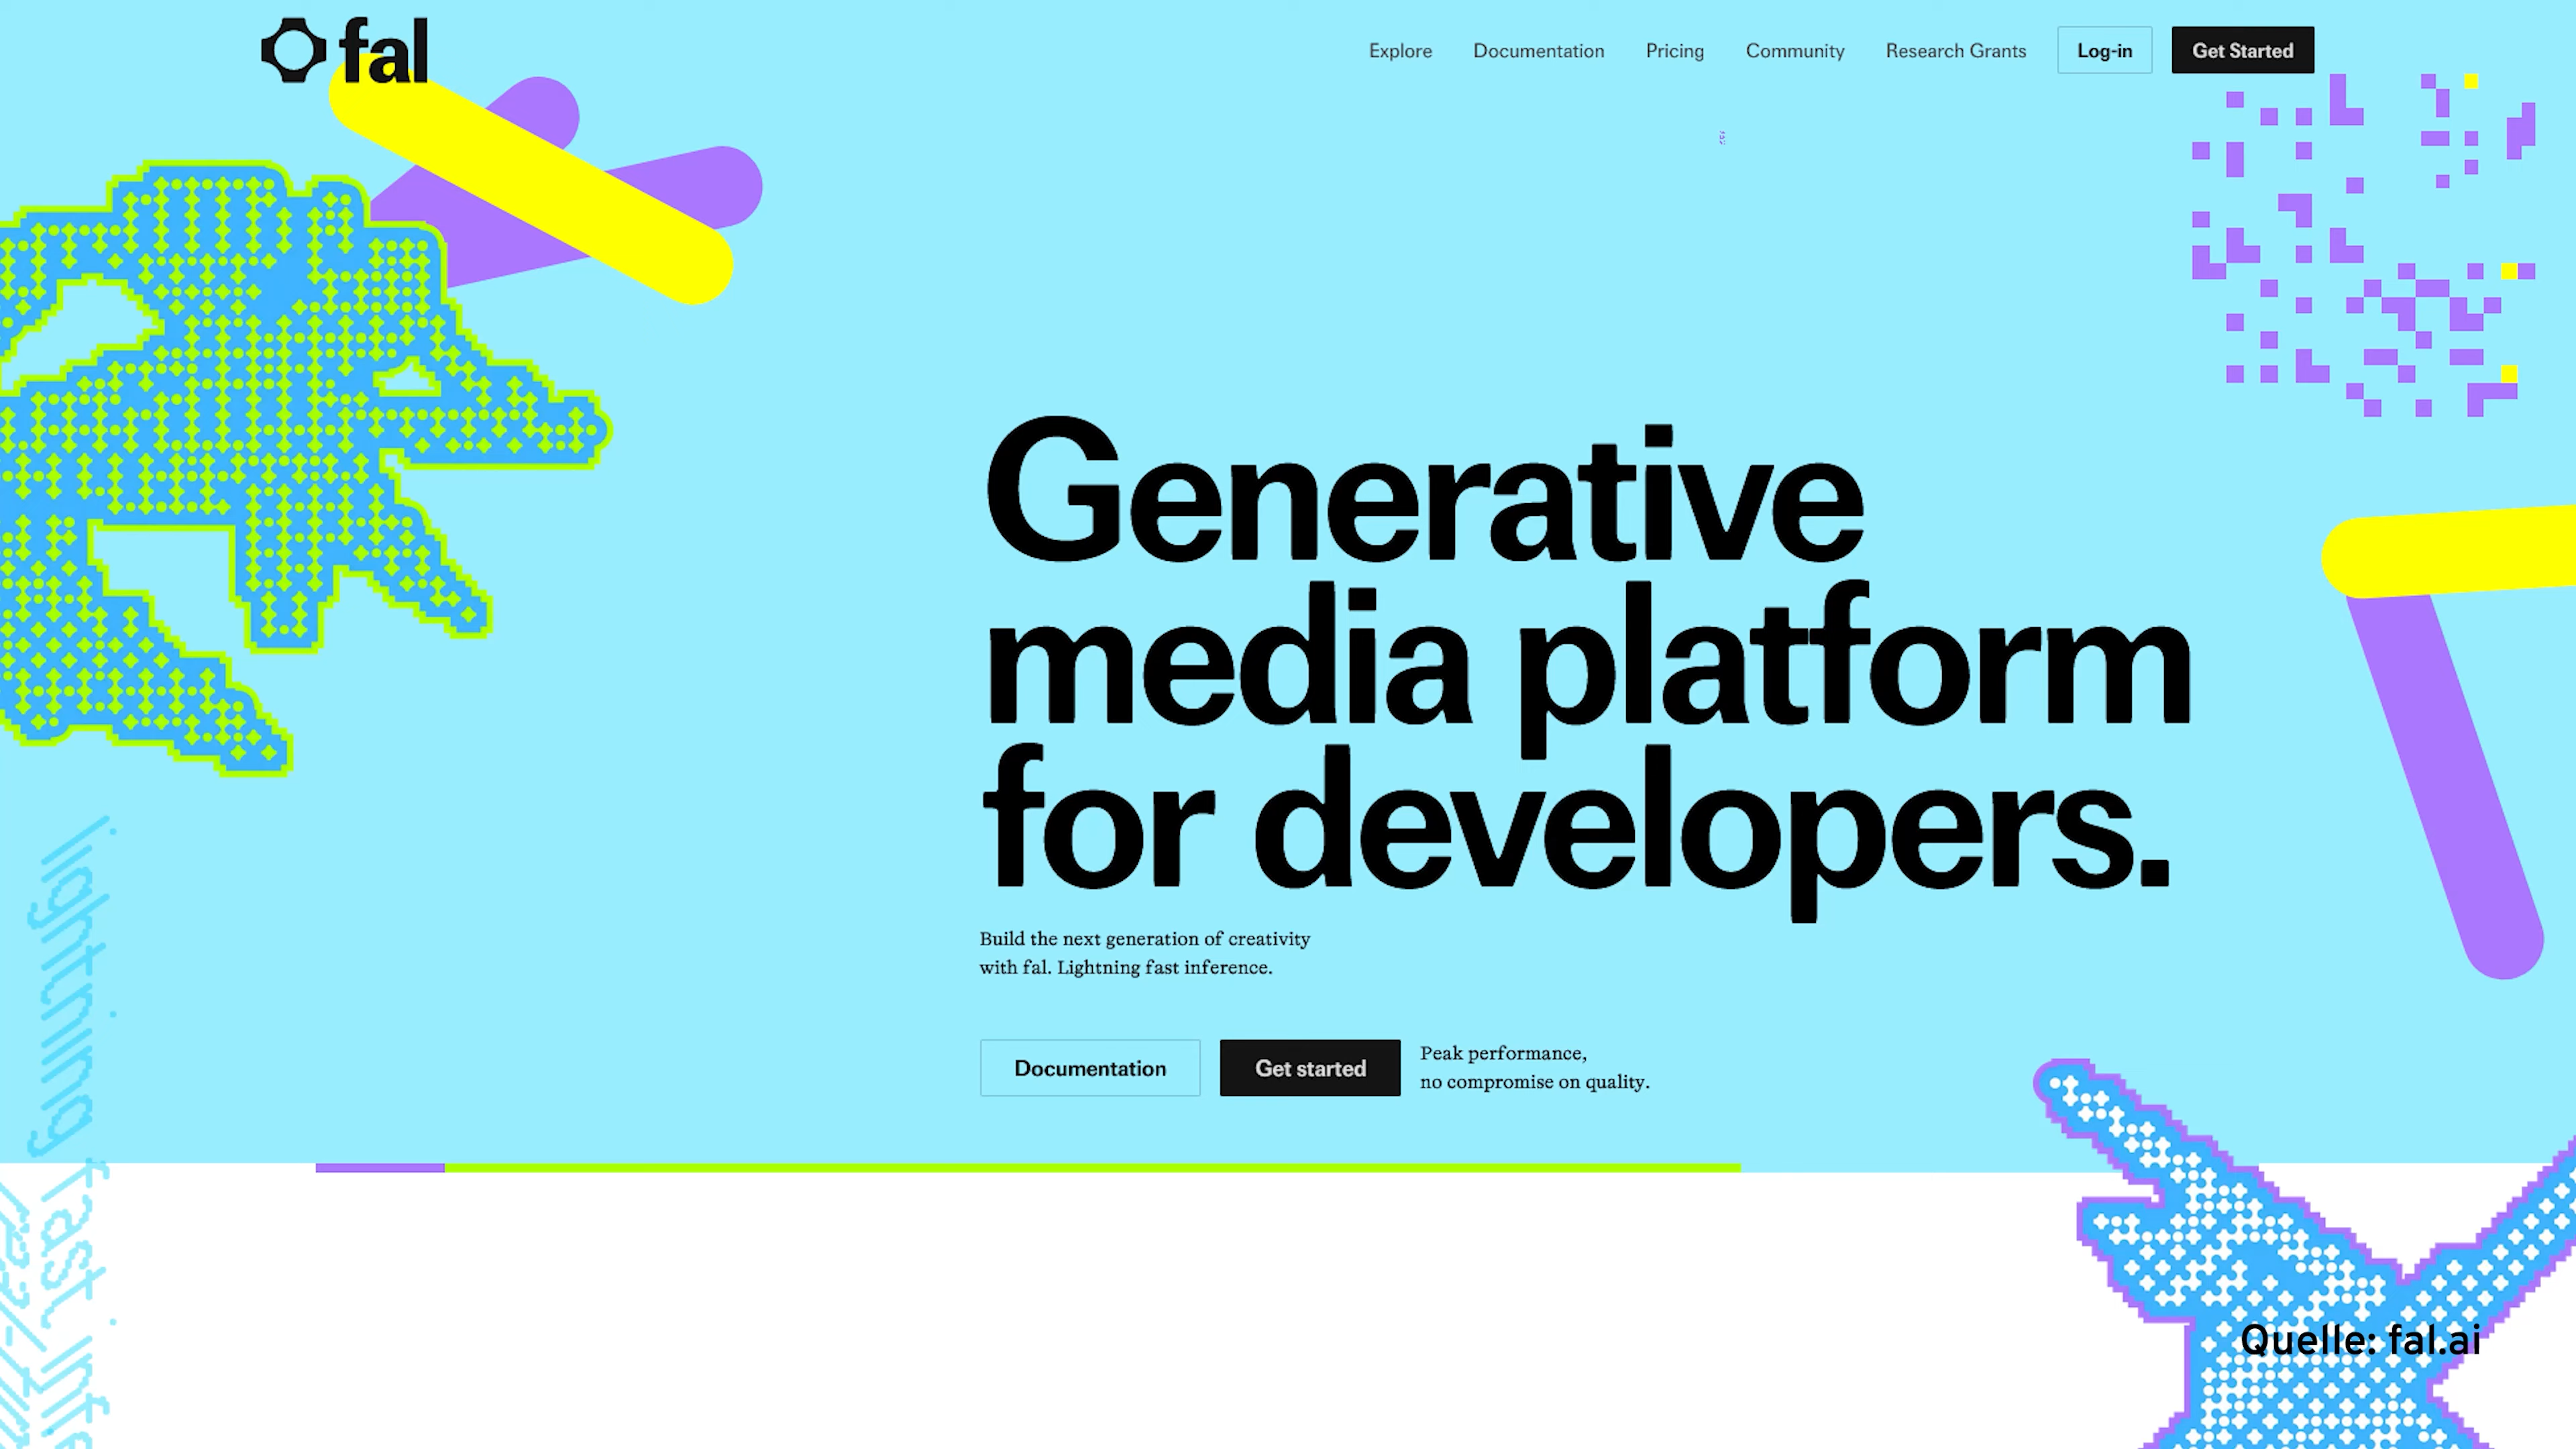 fal
Explore Documentation Pricing Community Research Grants Log-in Get Started
Generative
media platform
for developers.
Build the next generation of creativity
with fal. Lightning fast inference.
Documentation Get started Peak performance,
no compromise on quality.
Quelle: fal.ai
lightning
fast